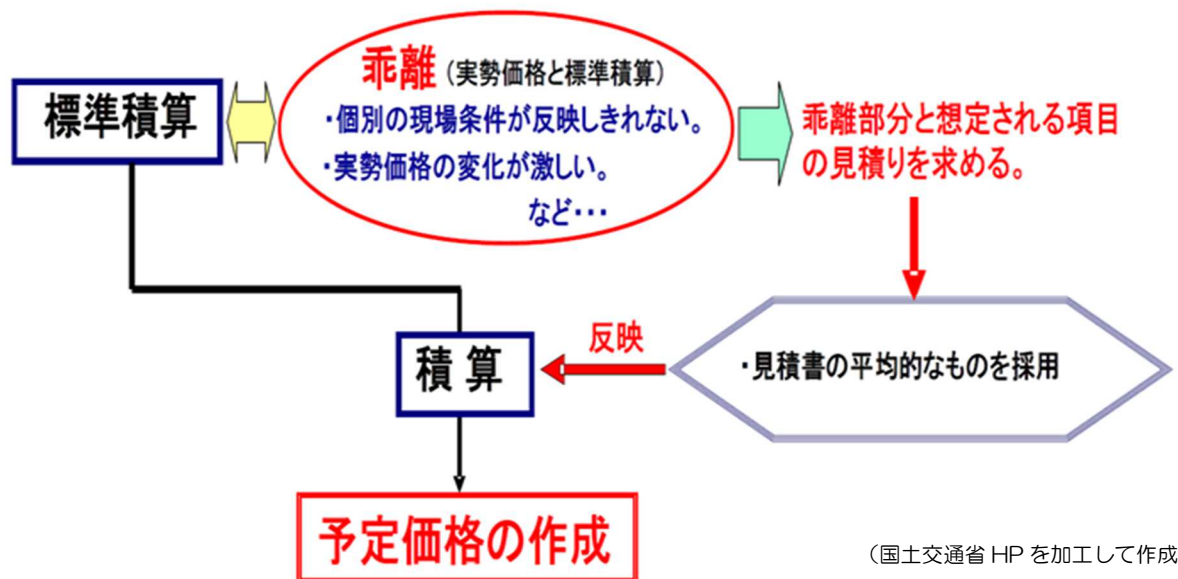 標準積算
乖離（実勢価格と標準積算）
・個別の現場条件が反映しきれない。
・実勢価格の変化が激しい。
など・・・
乖離部分と想定される項目
の見積りを求める。
・見積書の平均的なものを採用
反映
積 算
予定価格の作成
（国土交通省 HP を加工して作成